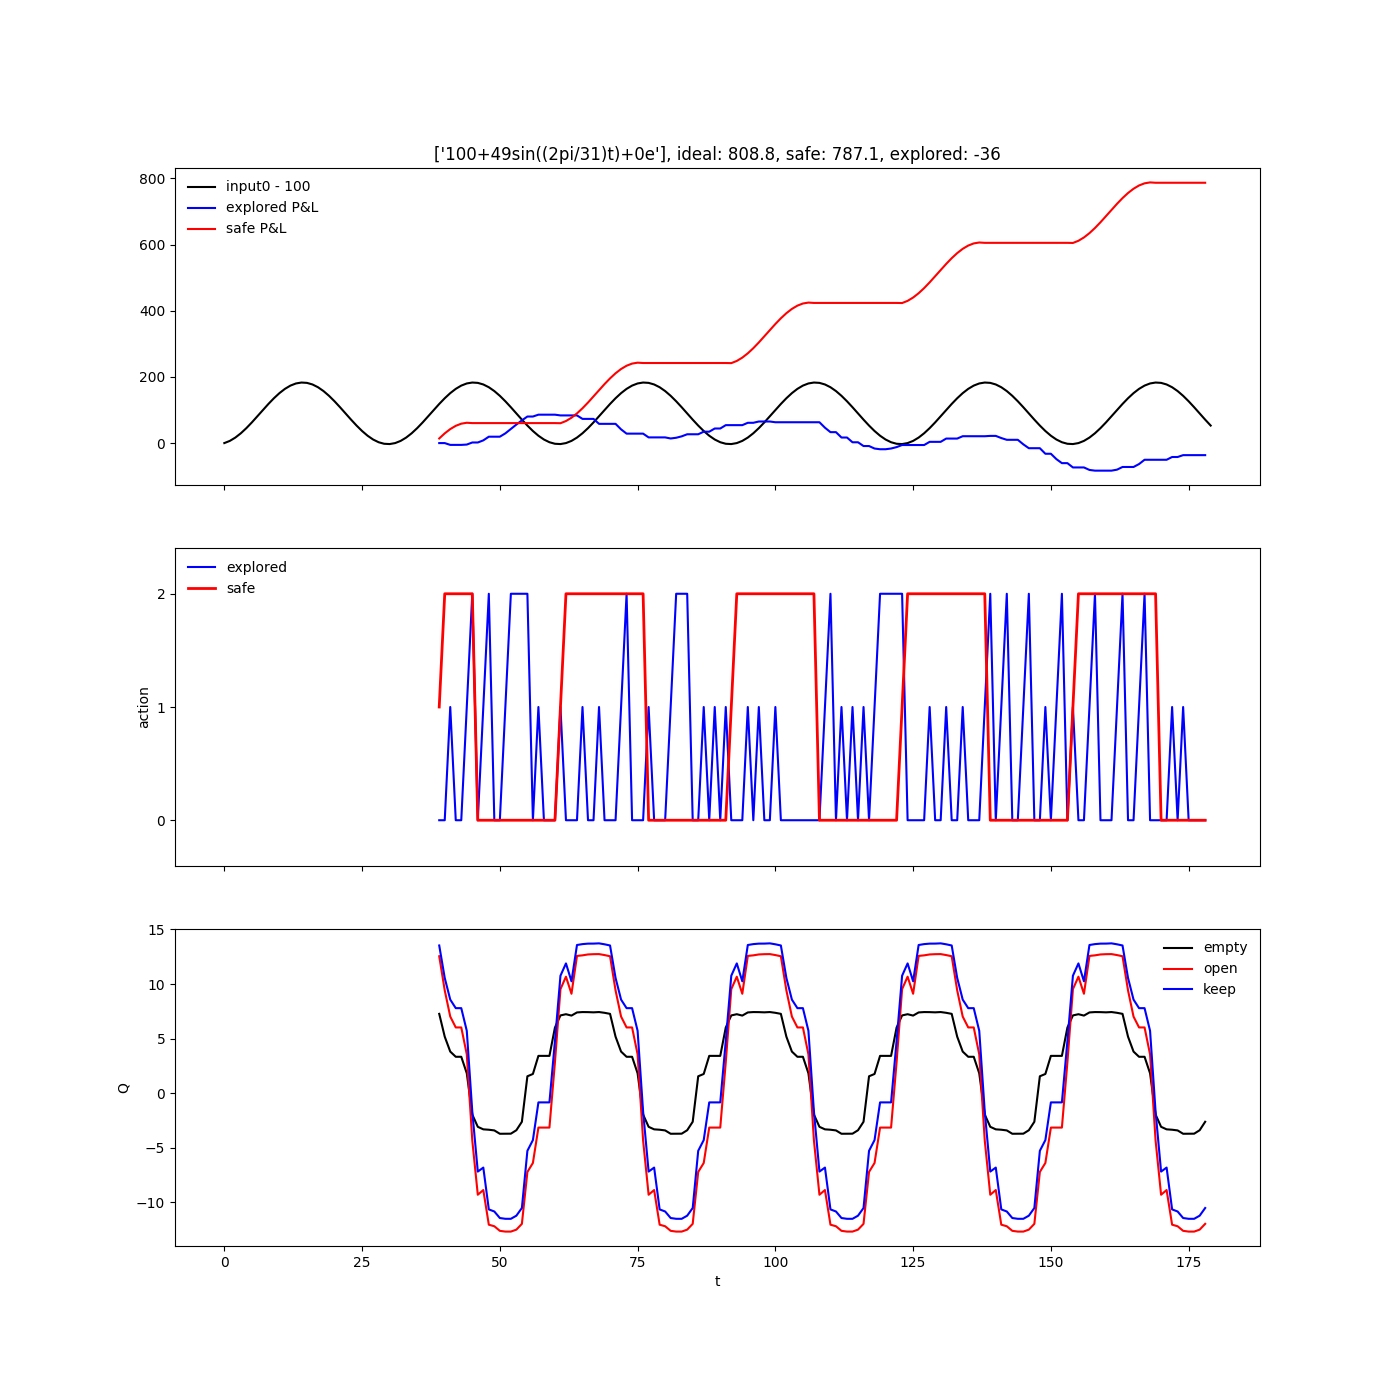 ['100+49sin((2pi/31)t)+0e'], ideal: 808.8, safe: 787.1, explored: -36
800
600
400
200
0
input0 - 100
explored P&L
safe P&L
action
2
1
0
explored
safe
Q
15
10
5
0
−5
−10
empty
open
keep
0 25 50 75 100 125 150 175
t